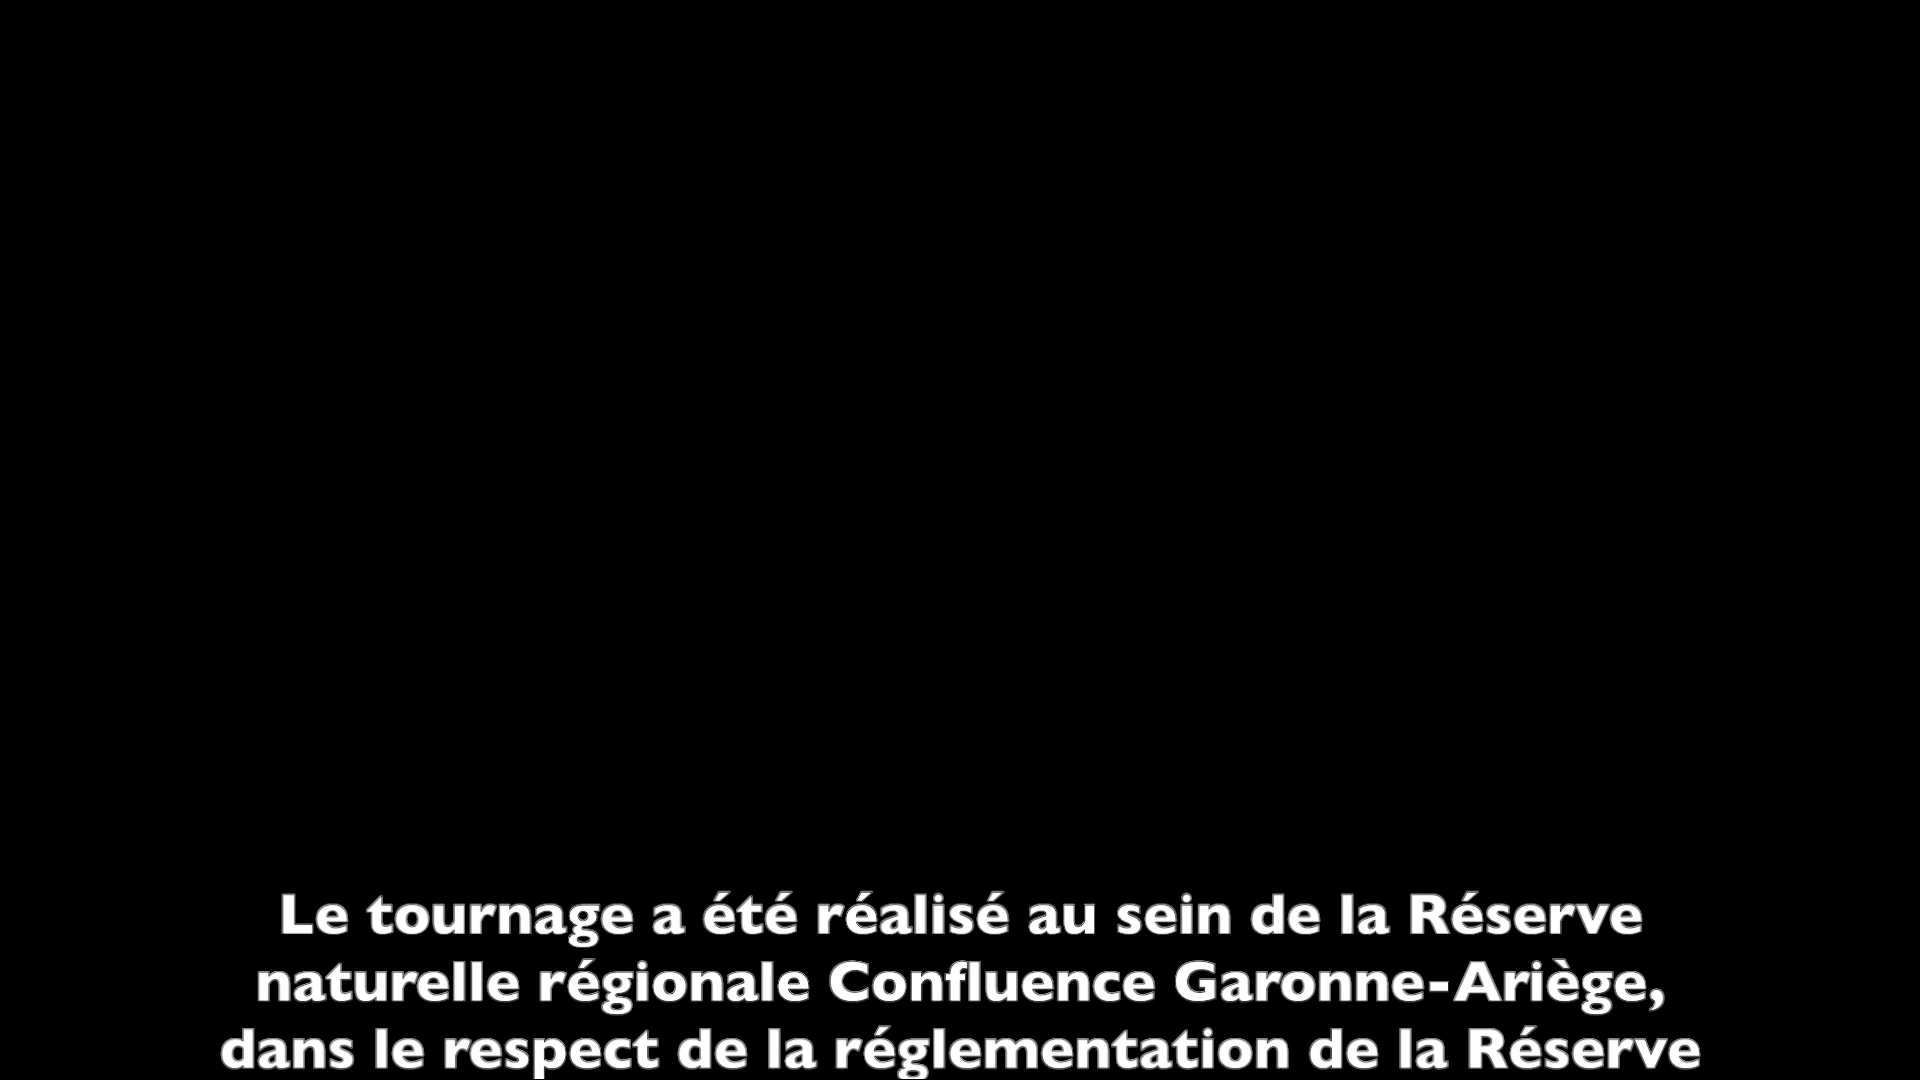 Le tournage a été réalisé au sein de la Réserve
naturelle régionale Confluence Garonne-Ariège,
dans le respect de la réglementation de la Réserve